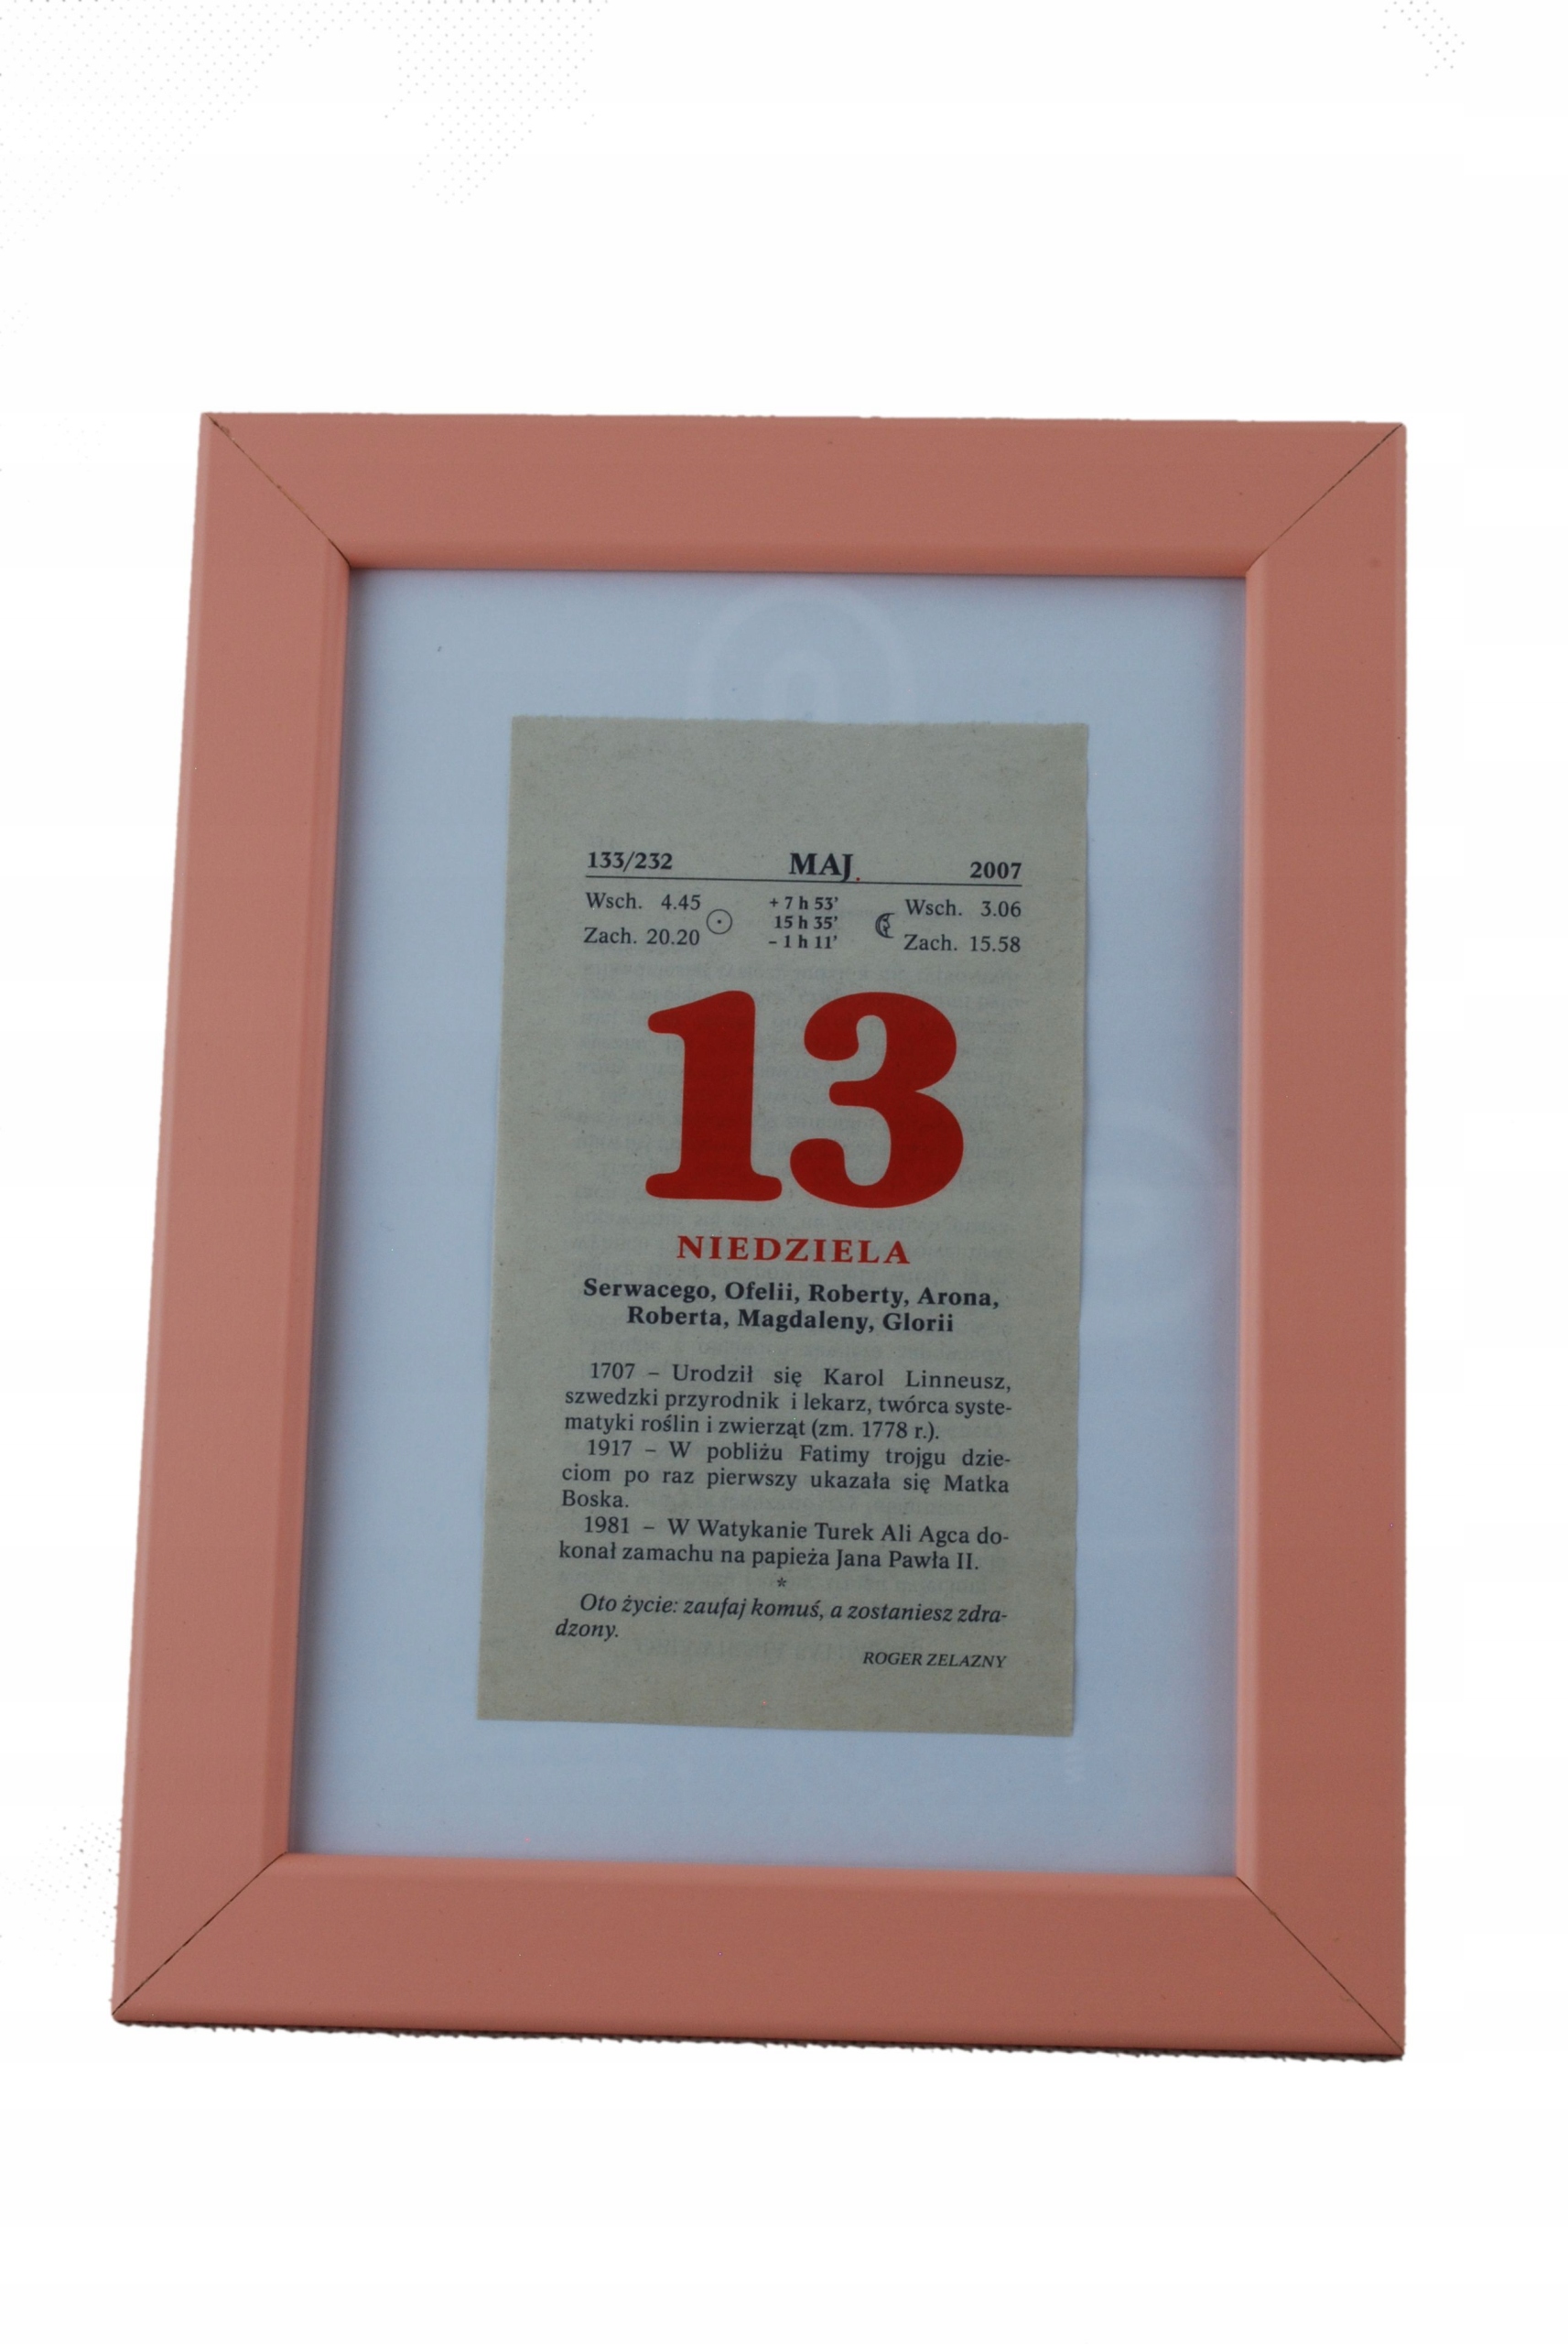 133/232 MAJ 2007
Wsch. 4.45 + 7 h 53' Wsch. 3.06
15 h 35'
Zach. 20.20 – 1 h 11' Zach. 15.58
13
NIEDZIELA
Serwacego, Ofelii, Roberty, Arona,
Roberta, Magdaleny, Glorii
1707 – Urodził się Karol Linneusz,
szwedzki przyrodnik i lekarz, twórca syste-
matyki roślin i zwierząt (zm. 1778 r.).
1917 – W pobliżu Fatimy trojgu dzie-
ciom po raz pierwszy ukazała się Matka
Boska.
1981 – W Watykanie Turek Ali Agca do-
konał zamachu na papieża Jana Pawła II.
*
Oto życie: zaufaj komuś, a zostaniesz zdra-
dzony.
ROGER ZELAZNY